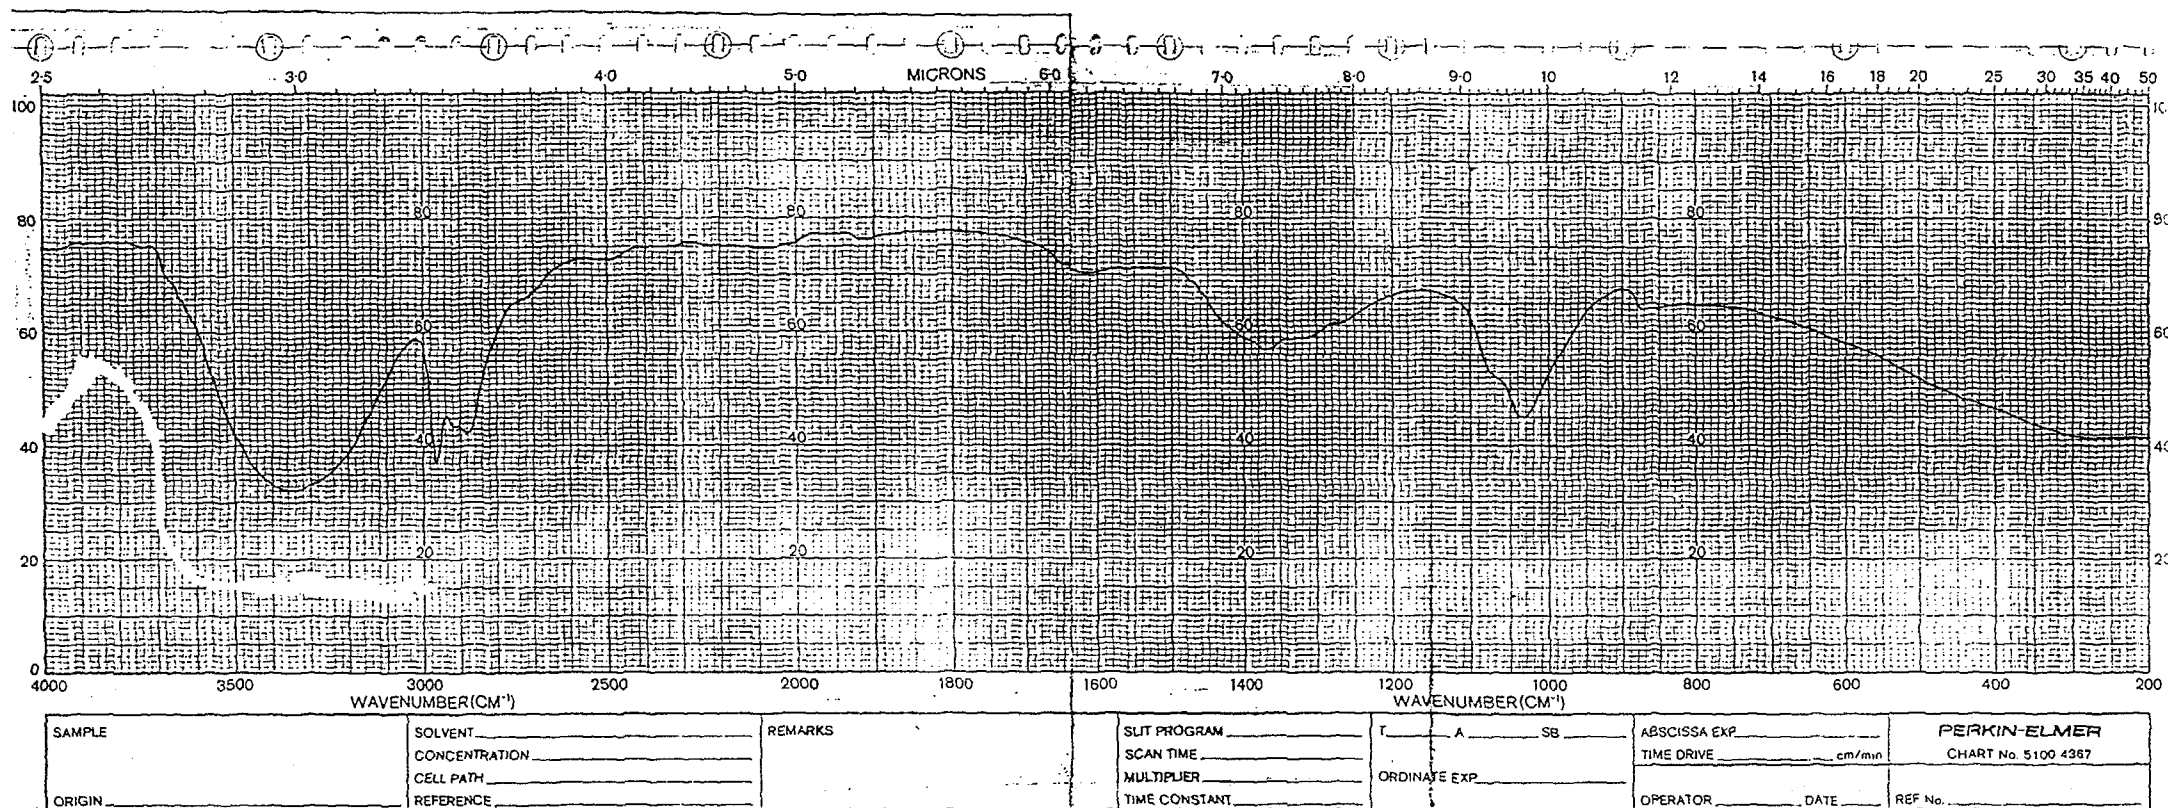 2·5 3·0 4·0 5·0 MICRONS 6·0 7·0 8·0 9·0 10 12 14 16 18 20 25 30 35 40 50
100
80 80 80 80 80
60 60 60 60 60 60
40 40 40 40 40
20 20 20 20 20
0
4000 3500 3000 2500 2000 1800 1600 1400 1200 1000 800 600 400 200
WAVENUMBER(CM⁻¹) WAVENUMBER(CM⁻¹)
SAMPLE SOLVENT REMARKS SLIT PROGRAM T A SB ABSCISSA EXP PERKIN-ELMER
CONCENTRATION SCAN TIME TIME DRIVE cm/min CHART No. 5100 4367
CELL PATH MULTIPLIER ORDINATE EXP
ORIGIN REFERENCE TIME CONSTANT OPERATOR DATE REF No.